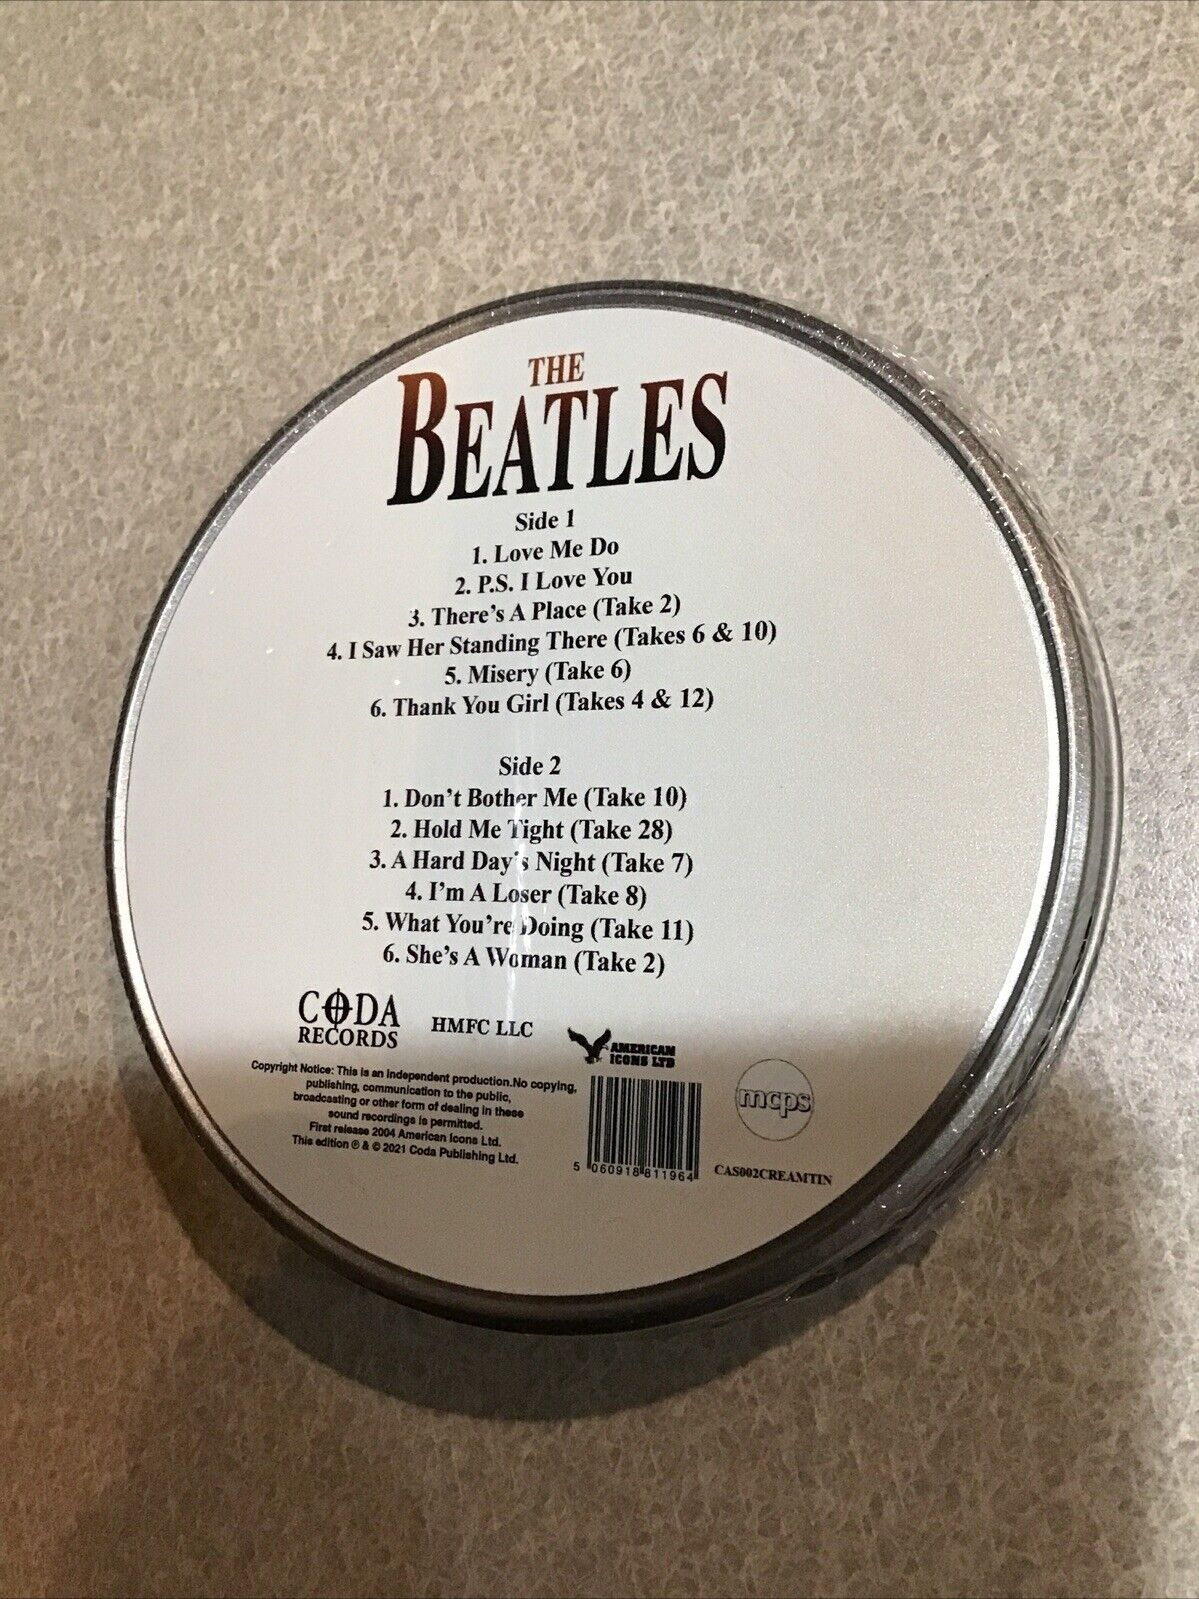 THE
BEATLES
Side 1
1. Love Me Do
2. P.S. I Love You
3. There's A Place (Take 2)
4. I Saw Her Standing There (Takes 6 & 10)
5. Misery (Take 6)
6. Thank You Girl (Takes 4 & 12)
Side 2
1. Don't Bother Me (Take 10)
2. Hold Me Tight (Take 28)
3. A Hard Day's Night (Take 7)
4. I'm A Loser (Take 8)
5. What You're Doing (Take 11)
6. She's A Woman (Take 2)
CODA
RECORDS
HMFC LLC
AMERICAN
ICONS LTD
Copyright Notice: This is an independent production.No copying,
publishing, communication to the public,
broadcasting or other form of dealing in these
sound recordings is permitted.
First release 2004 American Icons Ltd.
This edition ℗ & © 2021 Coda Publishing Ltd.
5 060918 811964
mcps
CAS002CREAMTIN